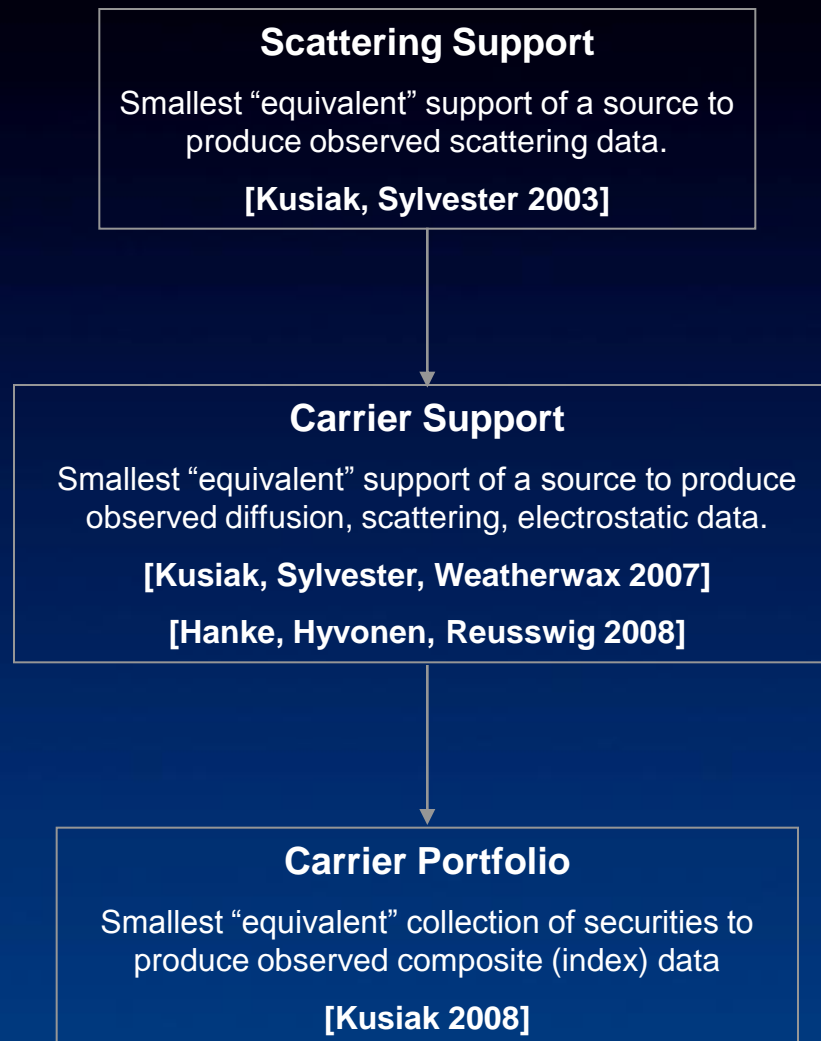 Scattering Support
Smallest “equivalent” support of a source to
produce observed scattering data.
[Kusiak, Sylvester 2003]
Carrier Support
Smallest “equivalent” support of a source to produce
observed diffusion, scattering, electrostatic data.
[Kusiak, Sylvester, Weatherwax 2007]
[Hanke, Hyvonen, Reusswig 2008]
Carrier Portfolio
Smallest “equivalent” collection of securities to
produce observed composite (index) data
[Kusiak 2008]